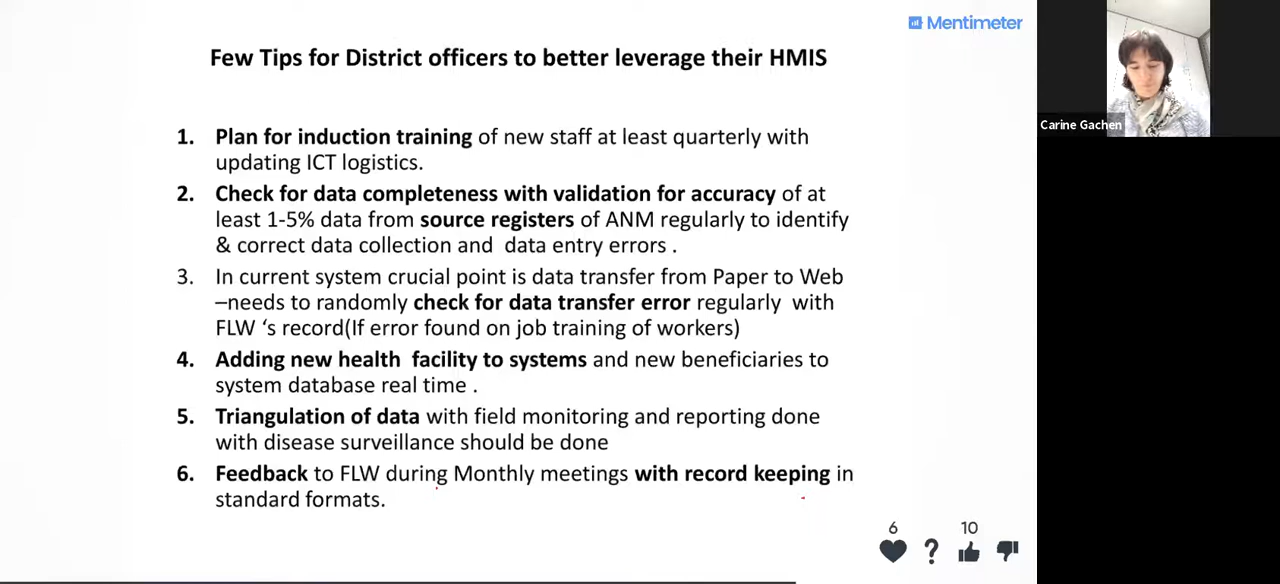 Mentimeter
Few Tips for District officers to better leverage their HMIS
1. Plan for induction training of new staff at least quarterly with
updating ICT logistics.
2. Check for data completeness with validation for accuracy of at
least 1-5% data from source registers of ANM regularly to identify
& correct data collection and  data entry errors .
3. In current system crucial point is data transfer from Paper to Web
–needs to randomly check for data transfer error regularly  with
FLW ‘s record(If error found on job training of workers)
4. Adding new health  facility to systems and new beneficiaries to
system database real time .
5. Triangulation of data with field monitoring and reporting done
with disease surveillance should be done
6. Feedback to FLW during Monthly meetings with record keeping in
standard formats.
6
?
10
Carine Gachen